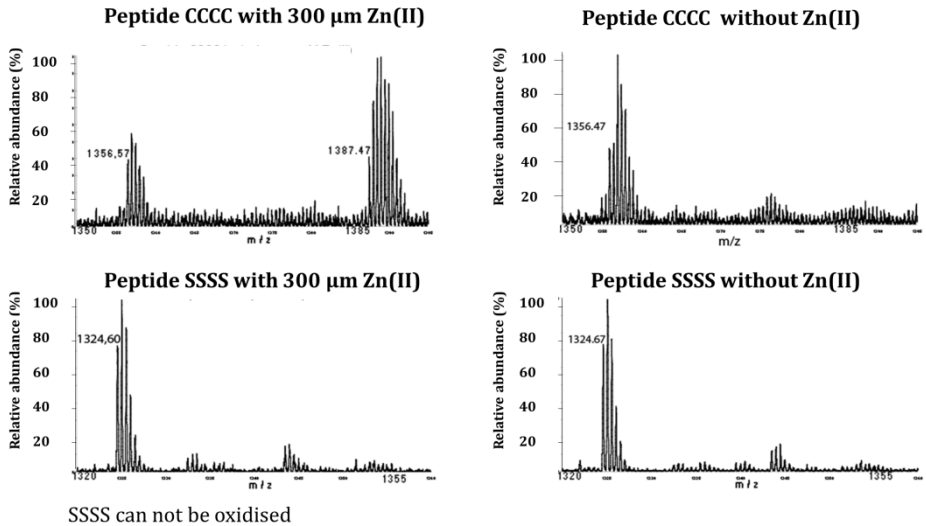 Peptide CCCC with 300 μm Zn(II)
Relative abundance (%)
100
80
60
40
20
1356,57
1387.47
1350
1385
m/z
Peptide CCCC without Zn(II)
Relative abundance (%)
100
80
60
40
20
1356.47
1350
1385
m/z
Peptide SSSS with 300 μm Zn(II)
Relative abundance (%)
100
80
60
40
20
1324,60
1320
1355
m/z
Peptide SSSS without Zn(II)
Relative abundance (%)
100
80
60
40
20
1324.67
1320
1355
m/z
SSSS can not be oxidised